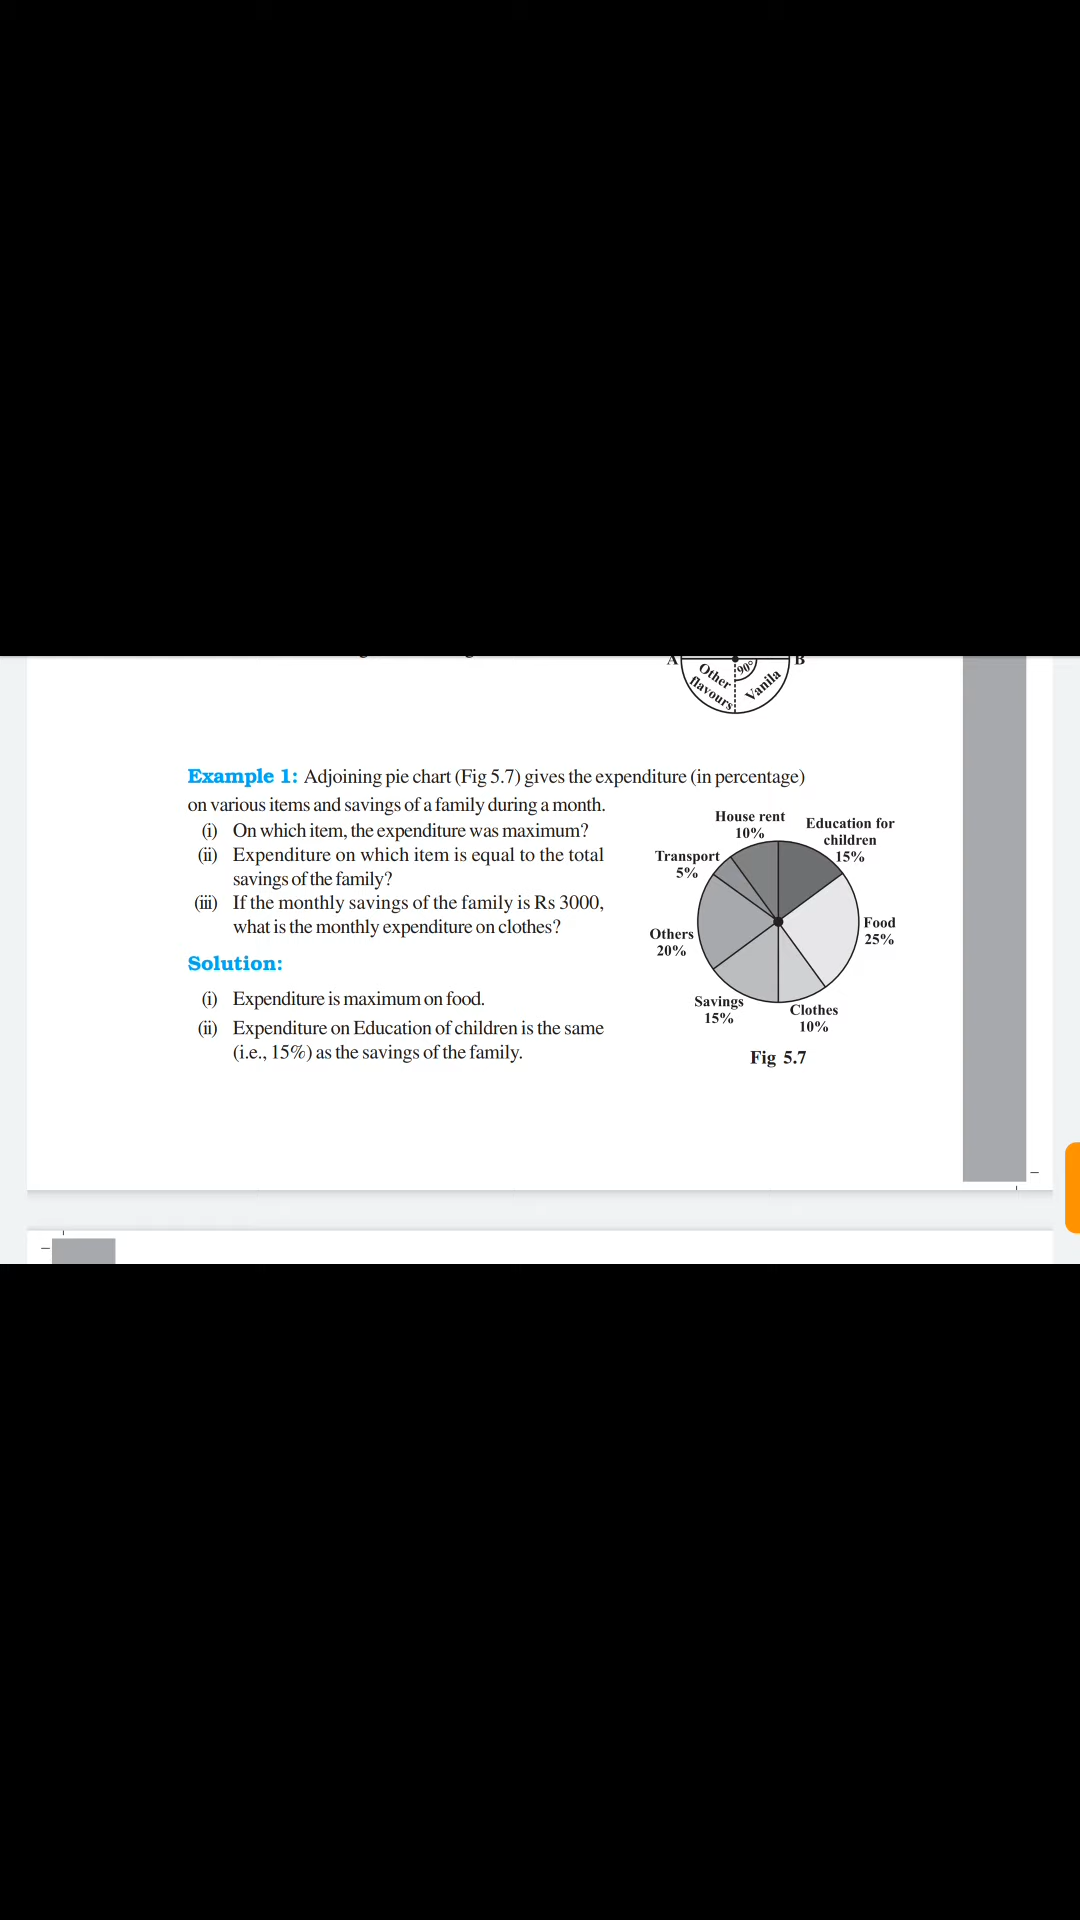 A
B
Other
flavours
90°
Vanila
Example 1: Adjoining pie chart (Fig 5.7) gives the expenditure (in percentage)
on various items and savings of a family during a month.
(i) On which item, the expenditure was maximum?
(ii) Expenditure on which item is equal to the total
savings of the family?
(iii) If the monthly savings of the family is Rs 3000,
what is the monthly expenditure on clothes?
Solution:
(i) Expenditure is maximum on food.
(ii) Expenditure on Education of children is the same
(i.e., 15%) as the savings of the family.
House rent
10%
Education for
children
15%
Transport
5%
Food
25%
Others
20%
Savings
15%
Clothes
10%
Fig 5.7